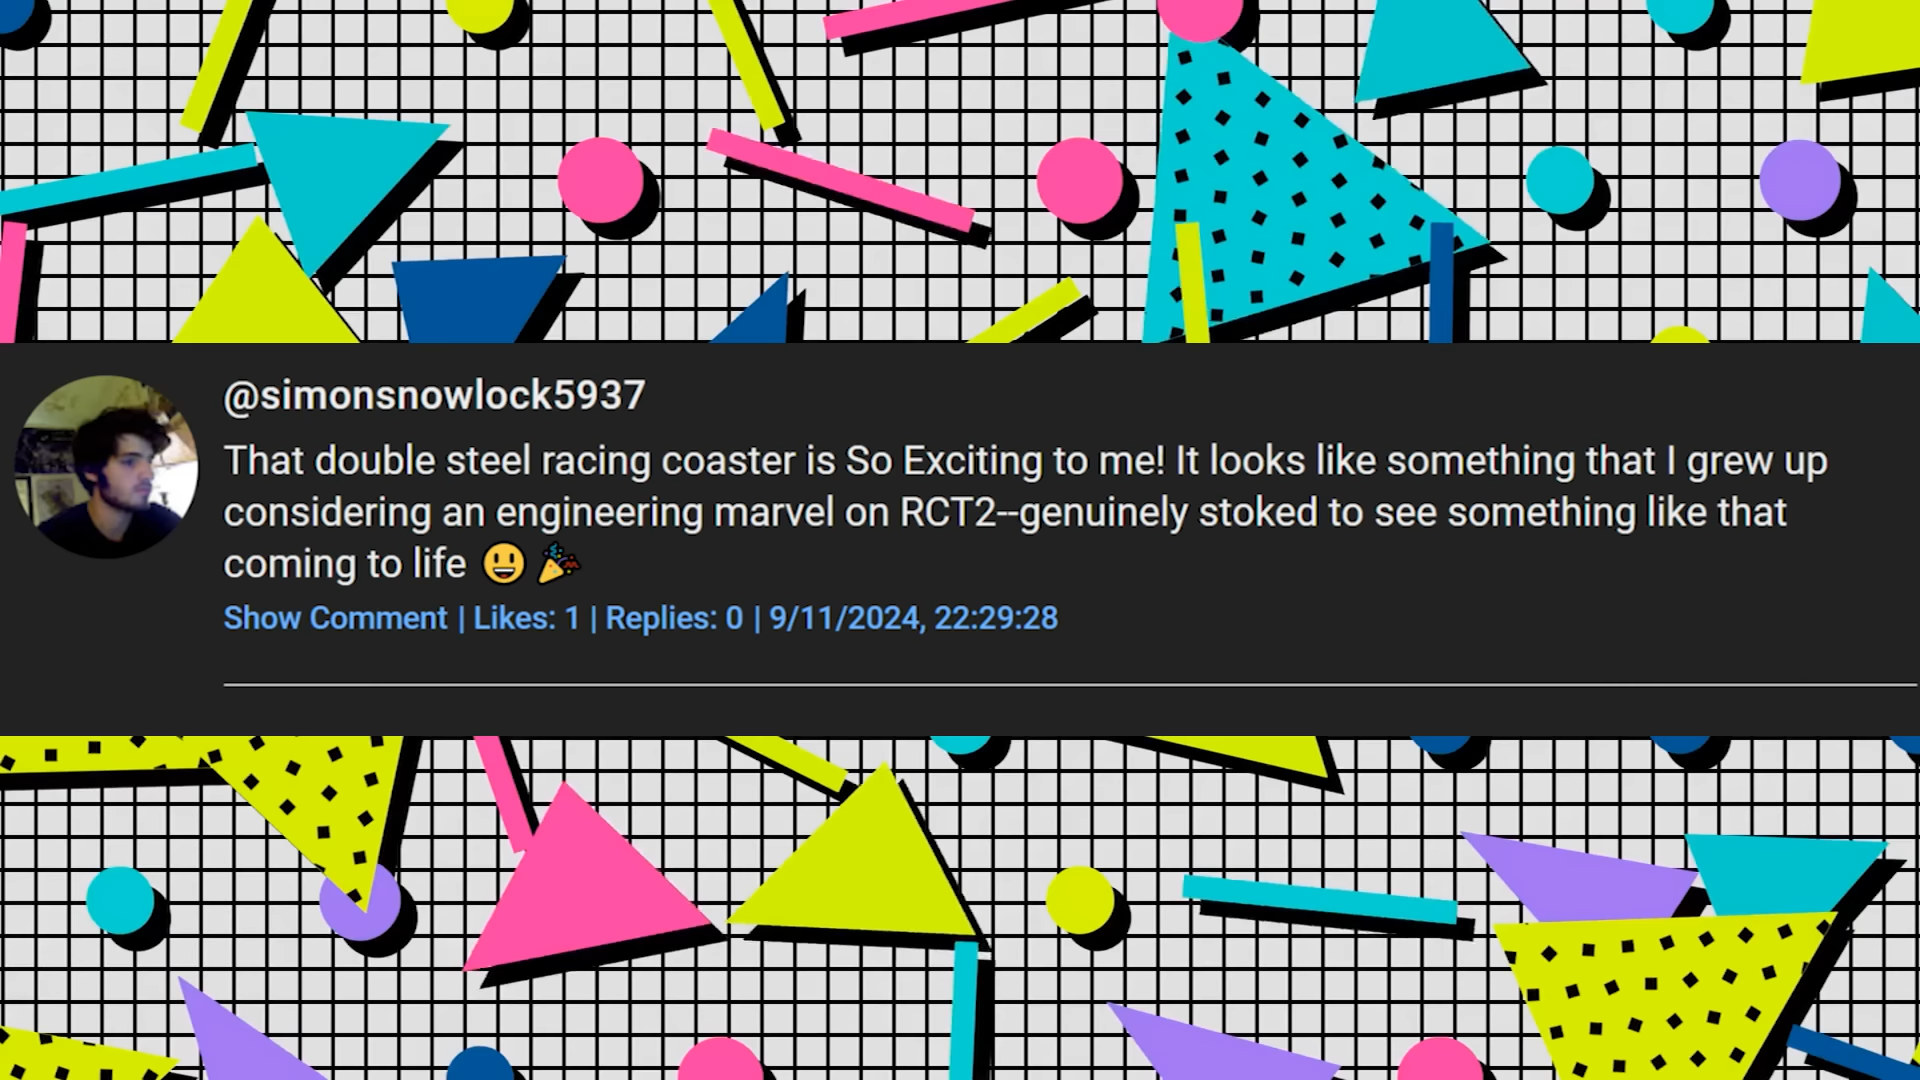 @simonsnowlock5937
That double steel racing coaster is So Exciting to me! It looks like something that I grew up
considering an engineering marvel on RCT2--genuinely stoked to see something like that
coming to life 😃 🎉
Show Comment | Likes: 1 | Replies: 0 | 9/11/2024, 22:29:28